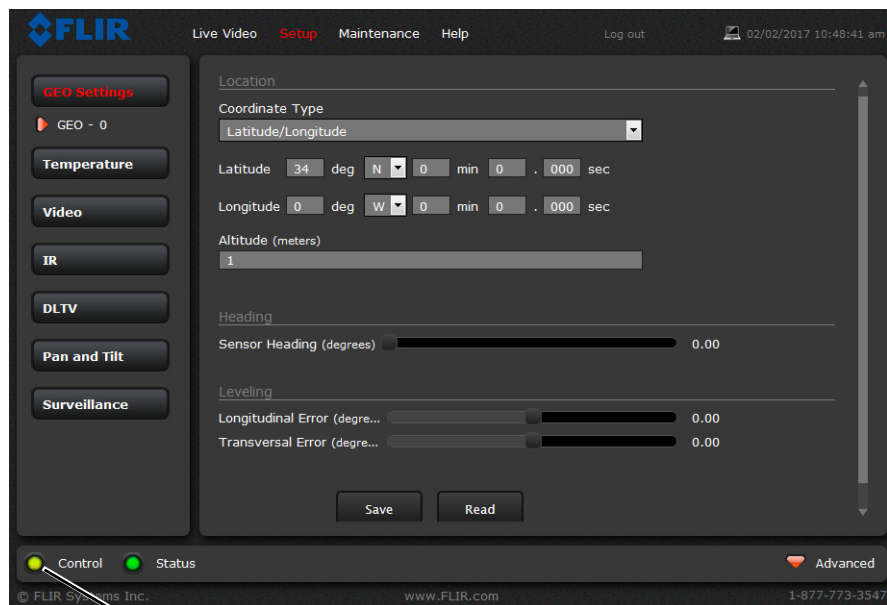 FLIR
Live Video Setup Maintenance Help Log out 02/02/2017 10:48:41 am
GEO Settings
GEO - 0
Temperature
Video
IR
DLTV
Pan and Tilt
Surveillance
Location
Coordinate Type
Latitude/Longitude
Latitude 34 deg N 0 min 0 . 000 sec
Longitude 0 deg W 0 min 0 . 000 sec
Altitude (meters)
1
Heading
Sensor Heading (degrees) 0.00
Leveling
Longitudinal Error (degre... 0.00
Transversal Error (degre... 0.00
Save Read
Control Status Advanced
© FLIR Systems Inc. www.FLIR.com 1-877-773-3547